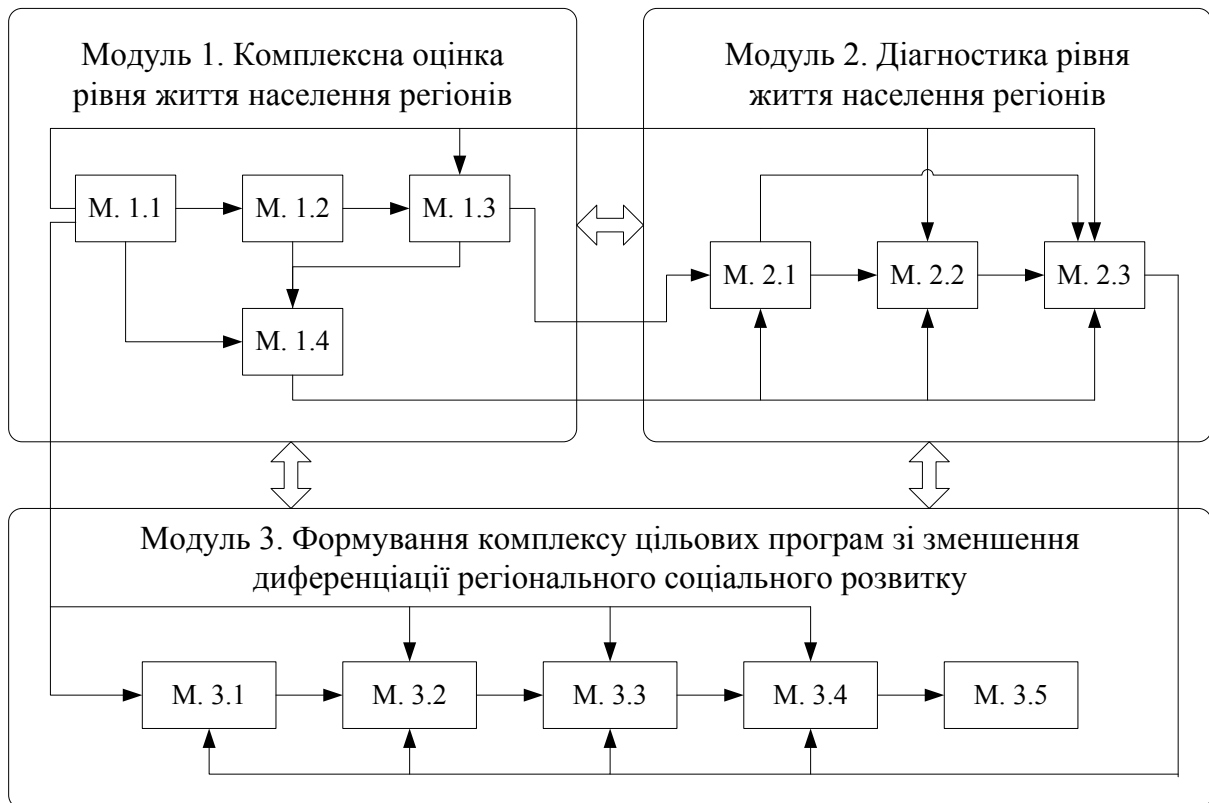 Модуль 1. Комплексна оцінка
рівня життя населення регіонів
Модуль 2. Діагностика рівня
життя населення регіонів
М. 1.1
М. 1.2
М. 1.3
М. 1.4
М. 2.1
М. 2.2
М. 2.3
Модуль 3. Формування комплексу цільових програм зі зменшення
диференціації регіонального соціального розвитку
М. 3.1
М. 3.2
М. 3.3
М. 3.4
М. 3.5